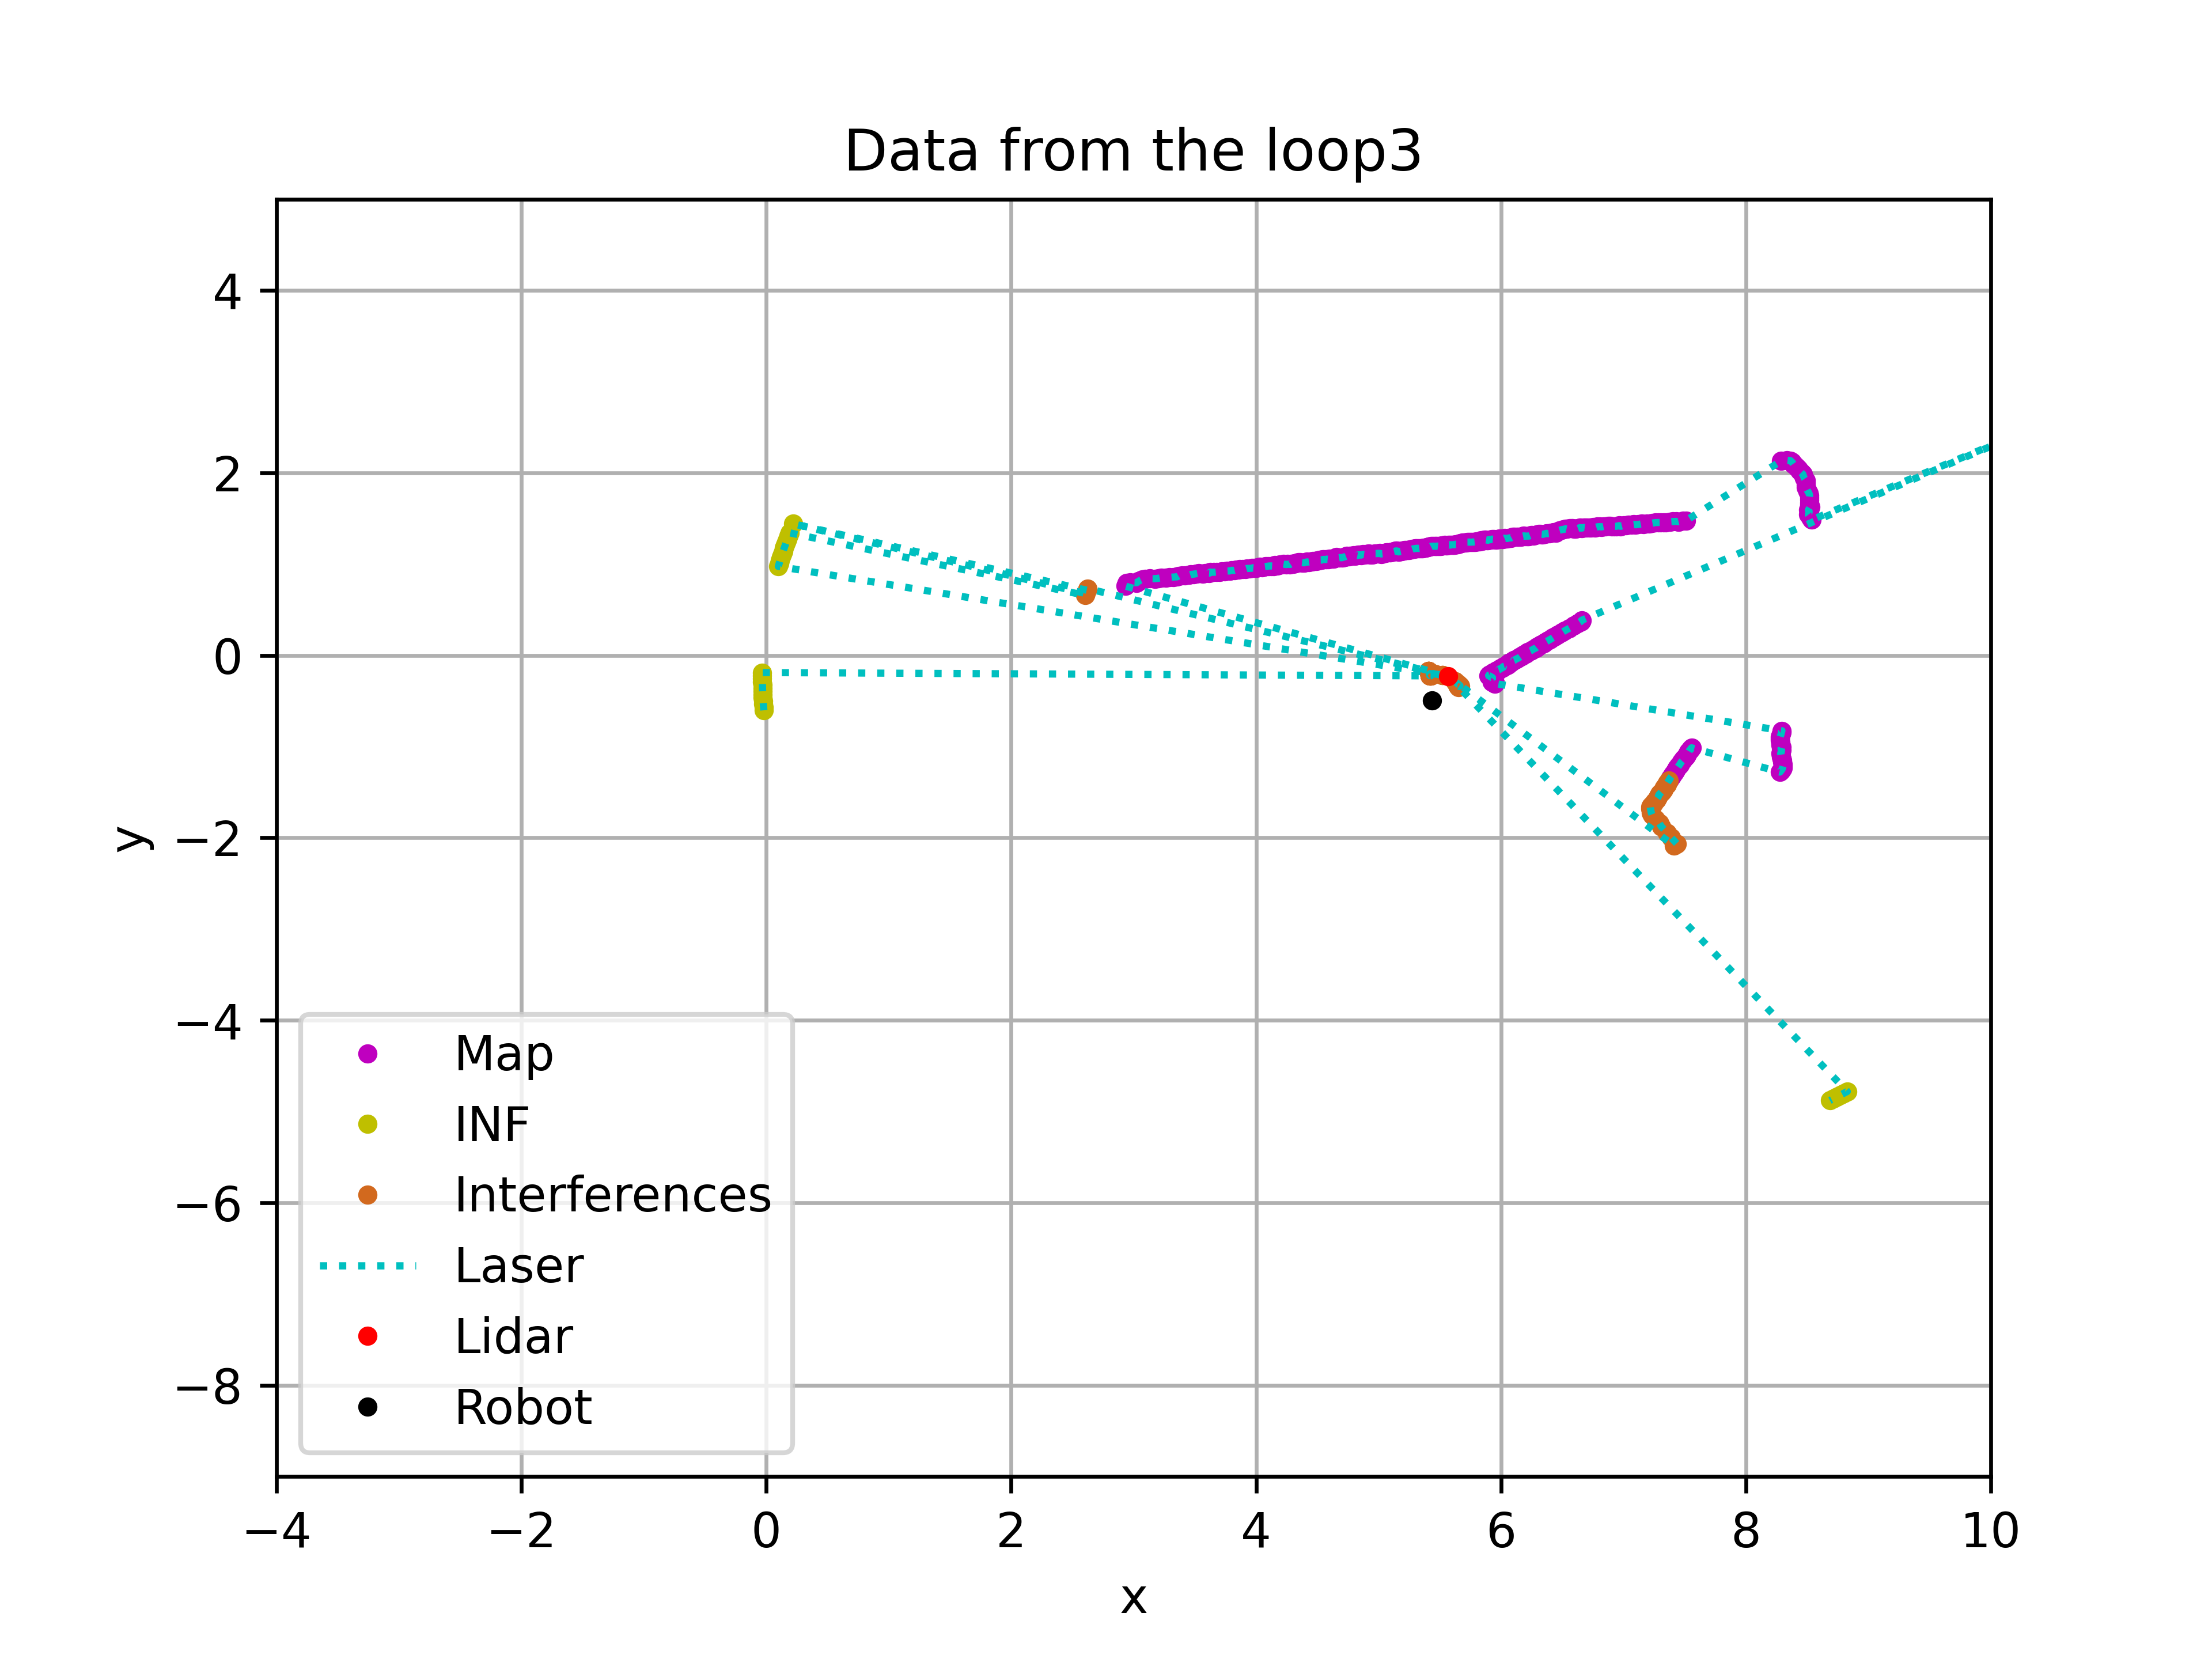 Data from the loop3
4
2
0
−2
−4
−6
−8
y
Map
INF
Interferences
Laser
Lidar
Robot
−4 −2 0 2 4 6 8 10
x